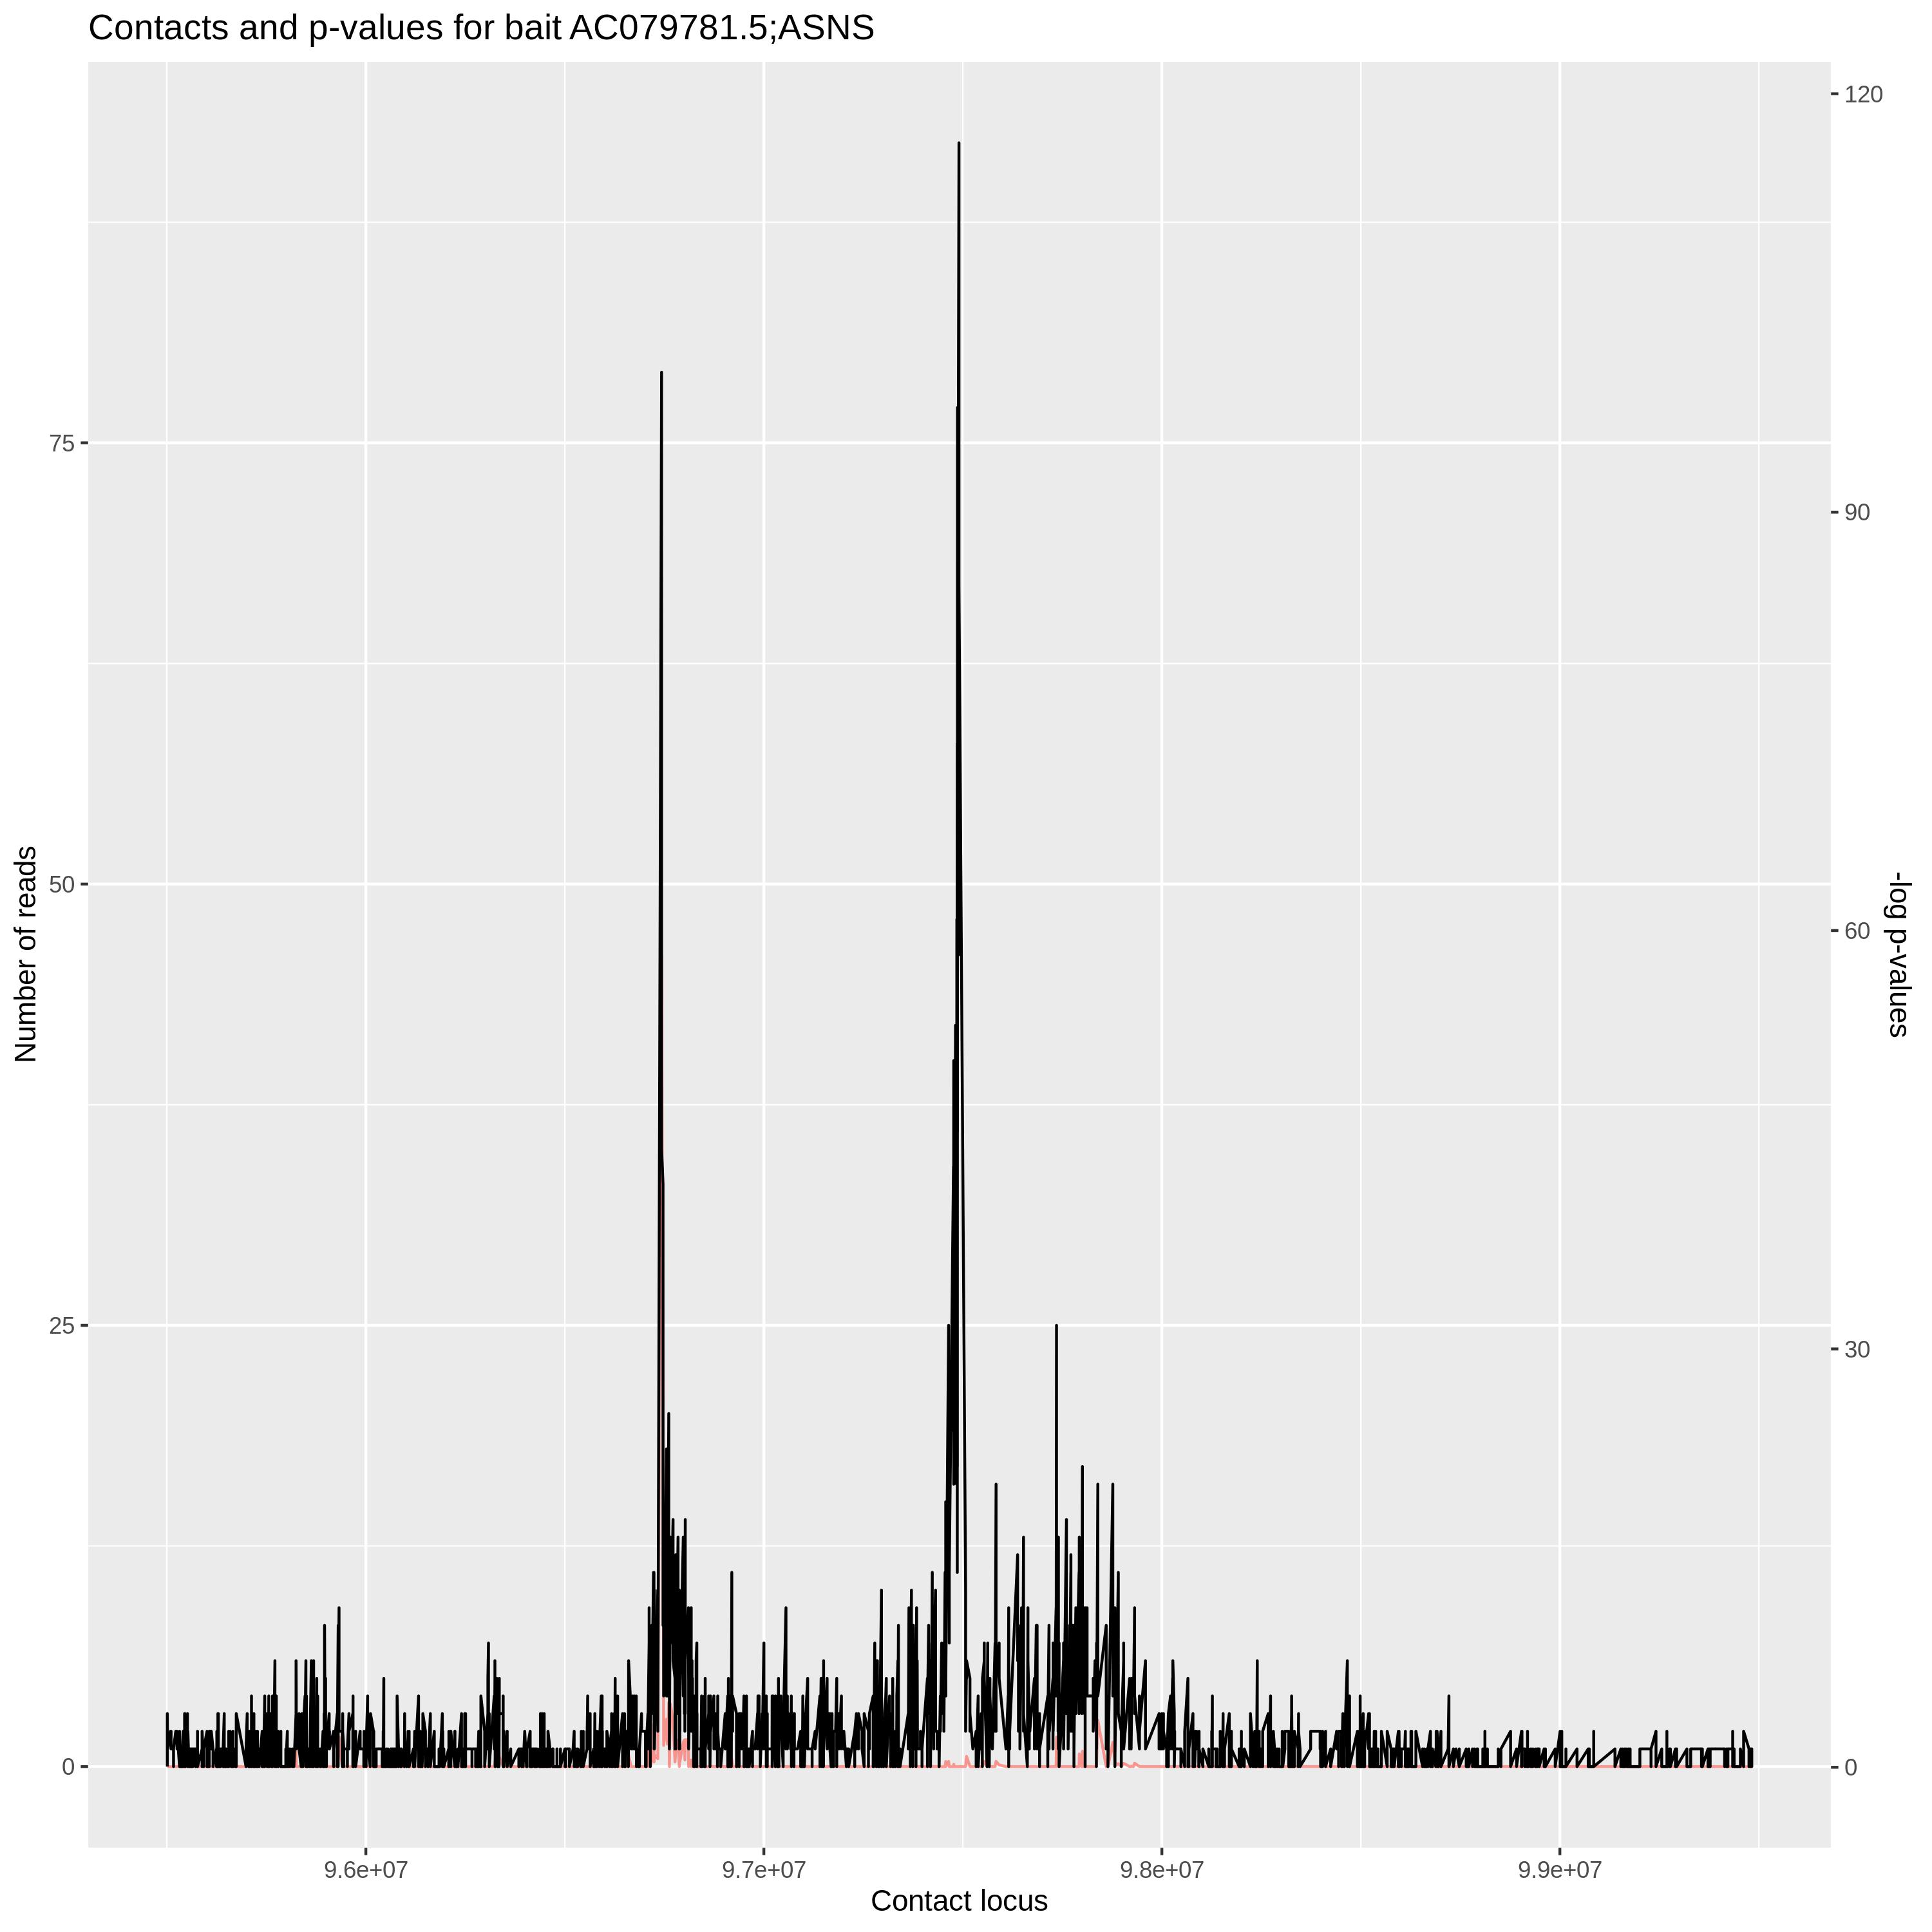 Contacts and p-values for bait AC079781.5;ASNS
120
75
90
50
60
25
30
0
0
Number of reads
-log p-values
9.6e+07
9.7e+07
9.8e+07
9.9e+07
Contact locus